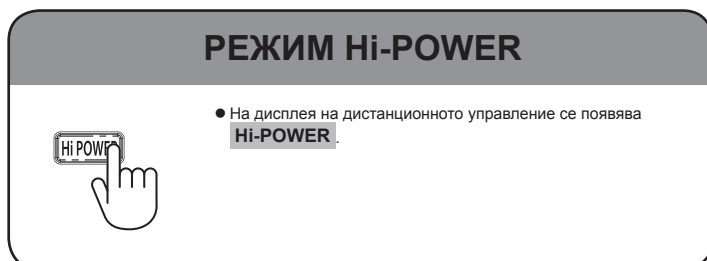 РЕЖИМ Hi-POWER
● На дисплея на дистанционното управление се появява
Hi-POWER.
Hi POWER